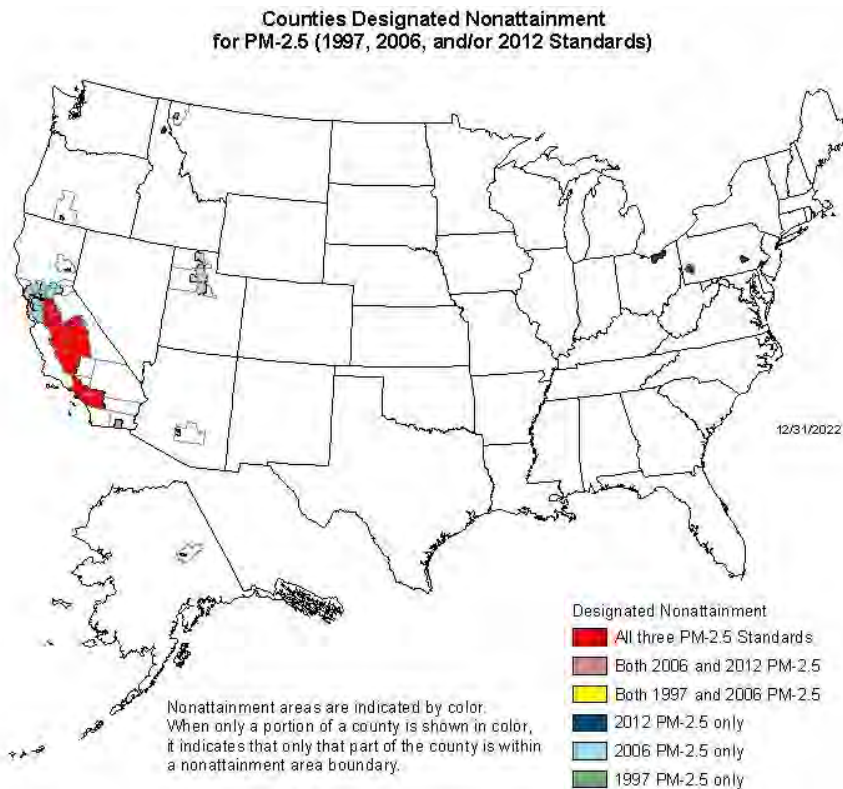 Counties Designated Nonattainment
for PM-2.5 (1997, 2006, and/or 2012 Standards)
12/31/2022
Designated Nonattainment
All three PM-2.5 Standards
Both 2006 and 2012 PM-2.5
Both 1997 and 2006 PM-2.5
2012 PM-2.5 only
2006 PM-2.5 only
1997 PM-2.5 only
Nonattainment areas are indicated by color.
When only a portion of a county is shown in color,
it indicates that only that part of the county is within
a nonattainment area boundary.